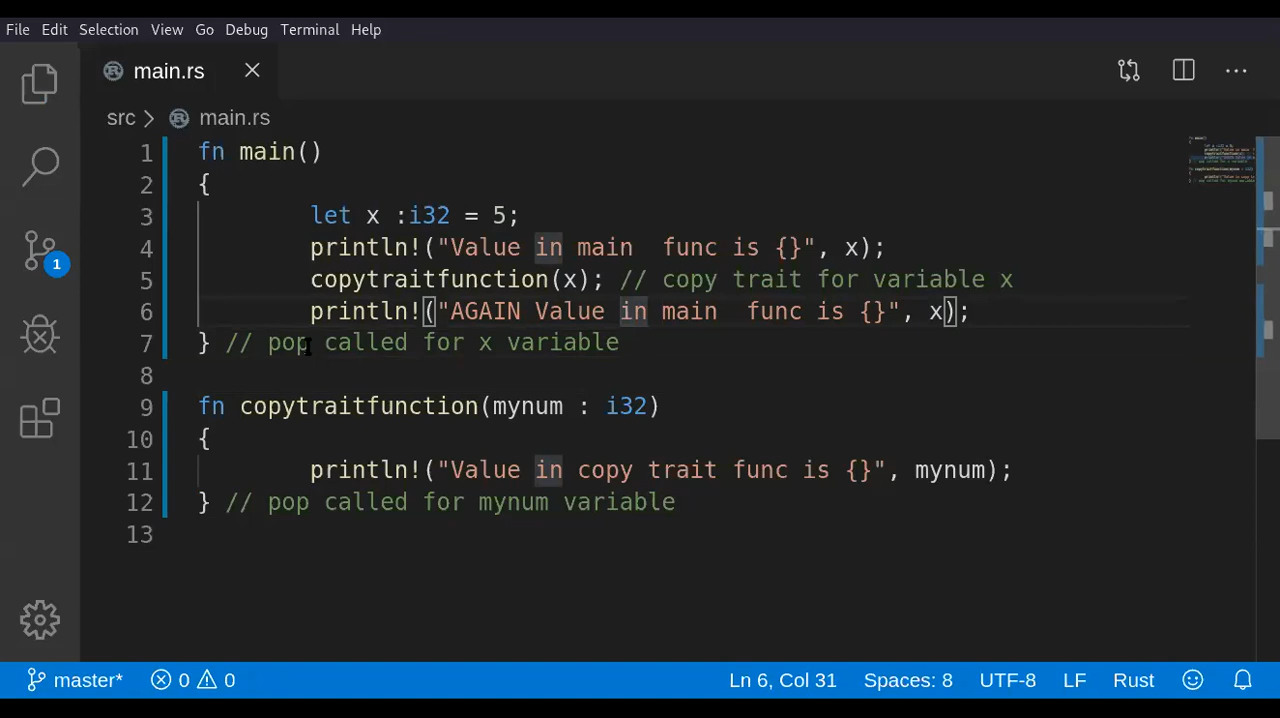 File Edit Selection View Go Debug Terminal Help
main.rs
src > main.rs
1 fn main()
2 {
3 let x :i32 = 5;
4 println!("Value in main  func is {}", x);
5 copytraitfunction(x); // copy trait for variable x
6 println!("AGAIN Value in main  func is {}", x);
7 } // pop called for x variable
8
9 fn copytraitfunction(mynum : i32)
10 {
11 println!("Value in copy trait func is {}", mynum);
12 } // pop called for mynum variable
13
1
master* 0 0 Ln 6, Col 31 Spaces: 8 UTF-8 LF Rust